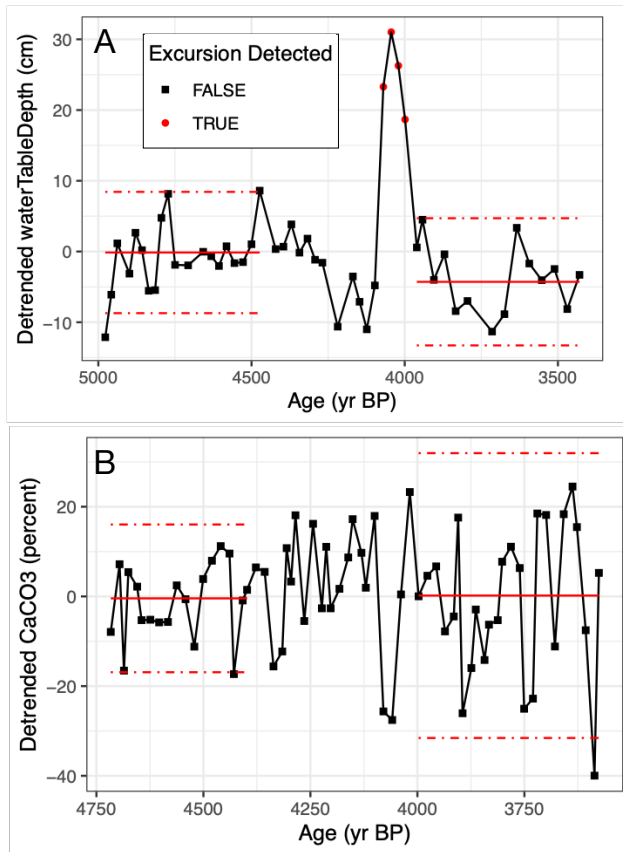 A
Excursion Detected
FALSE
TRUE
30
20
10
0
−10
Detrended waterTableDepth (cm)
5000 4500 4000 3500
Age (yr BP)
B
20
0
−20
−40
Detrended CaCO3 (percent)
4750 4500 4250 4000 3750
Age (yr BP)